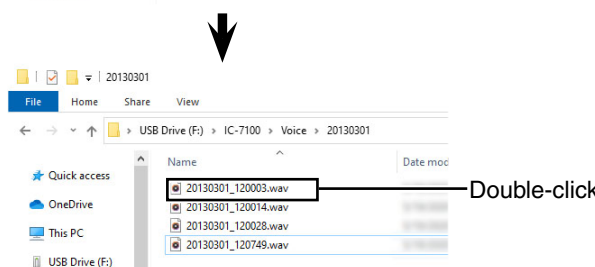 20130301
File Home Share View
USB Drive (F:) > IC-7100 > Voice > 20130301
Name Date mod
Quick access
20130301_120003.wav Double-click
OneDrive
20130301_120014.wav
20130301_120028.wav
This PC
20130301_120749.wav
USB Drive (F:)